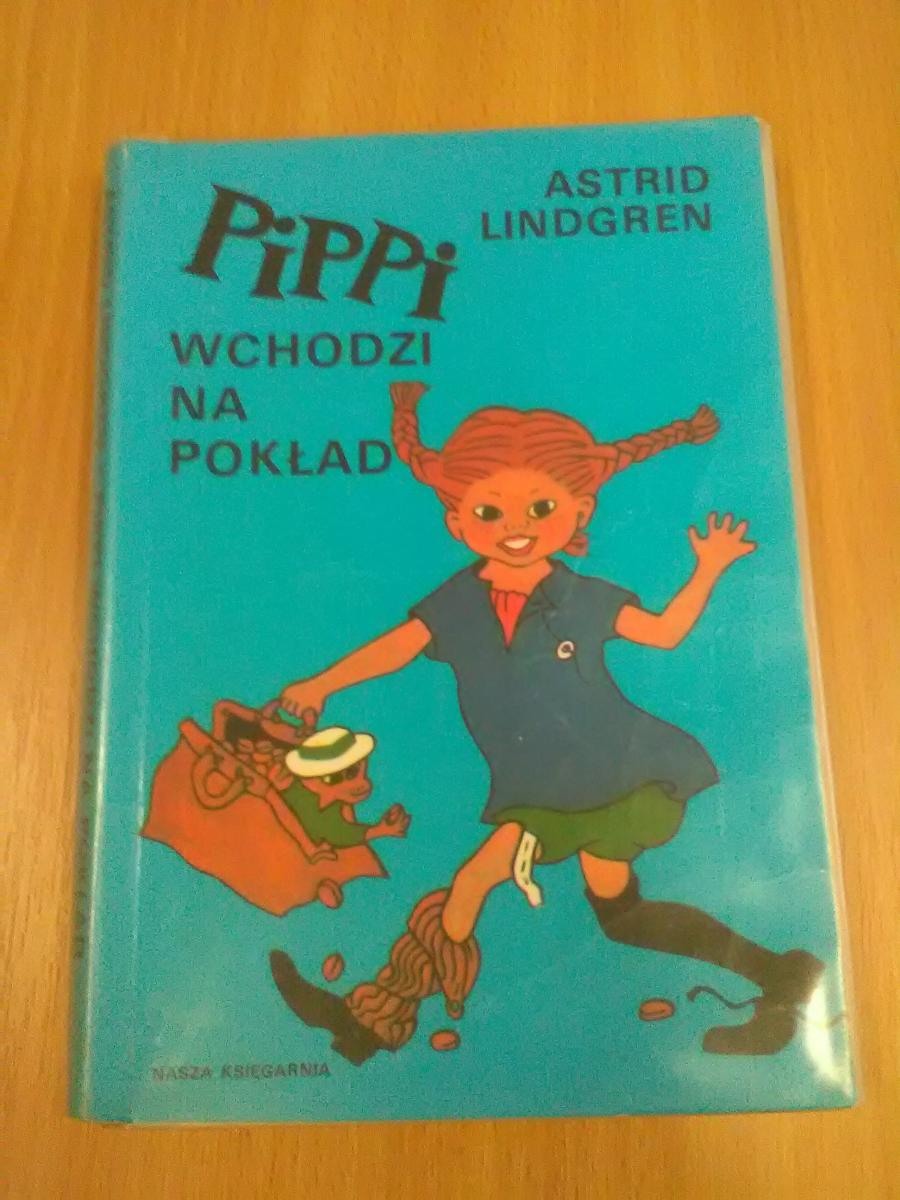 ASTRID
LINDGREN
PiPPi
WCHODZI
NA
POKŁAD
NASZA KSIĘGARNIA